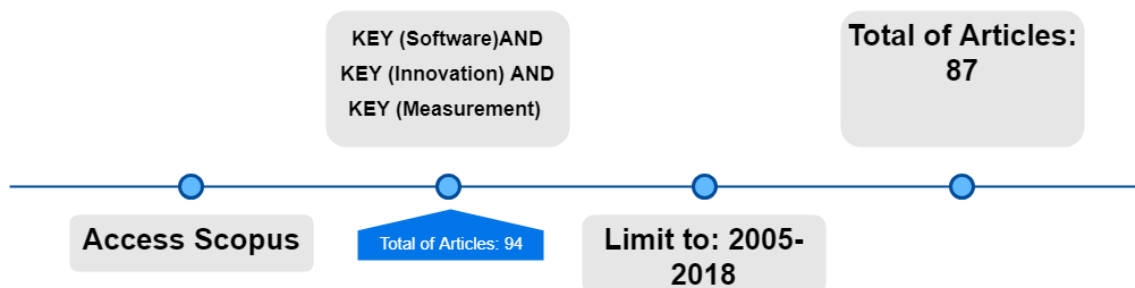 Access Scopus
KEY (Software)AND
KEY (Innovation) AND
KEY (Measurement)
Total of Articles: 94
Limit to: 2005-
2018
Total of Articles:
87